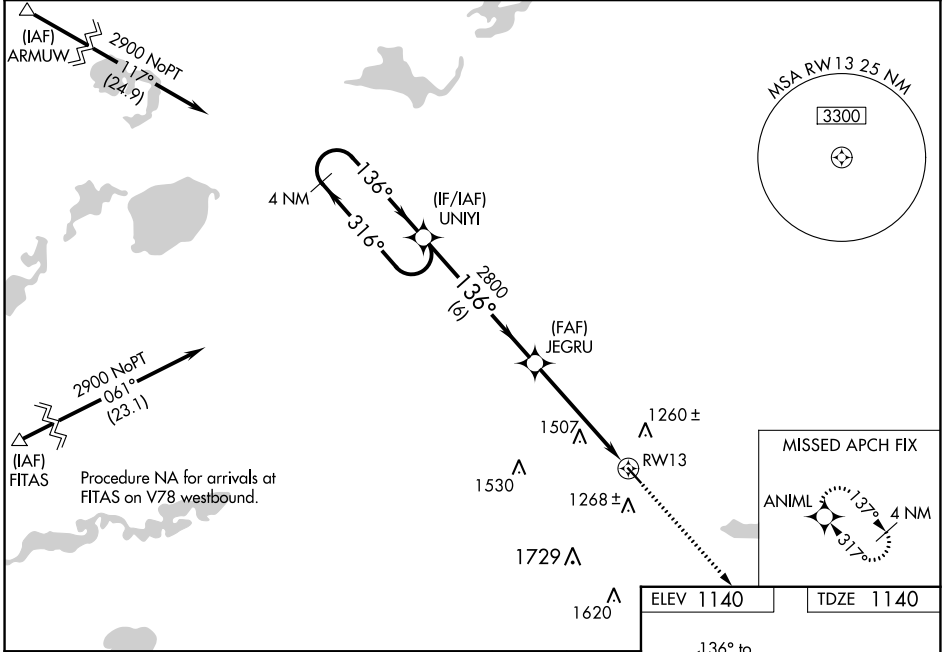 (IAF)
ARMUW
2900 NoPT
117°
(24.9)
MSA RW13 25 NM
3300
4 NM
136°
316°
(IF/IAF)
UNIYI
2800
136°
(6)
(FAF)
JEGRU
2900 NoPT
061°
(23.1)
(IAF)
FITAS
Procedure NA for arrivals at
FITAS on V78 westbound.
1507
1260 ±
RW13
1530
1268 ±
1729
1620
MISSED APCH FIX
ANIML
137°
4 NM
317°
ELEV 1140
TDZE 1140
136° to